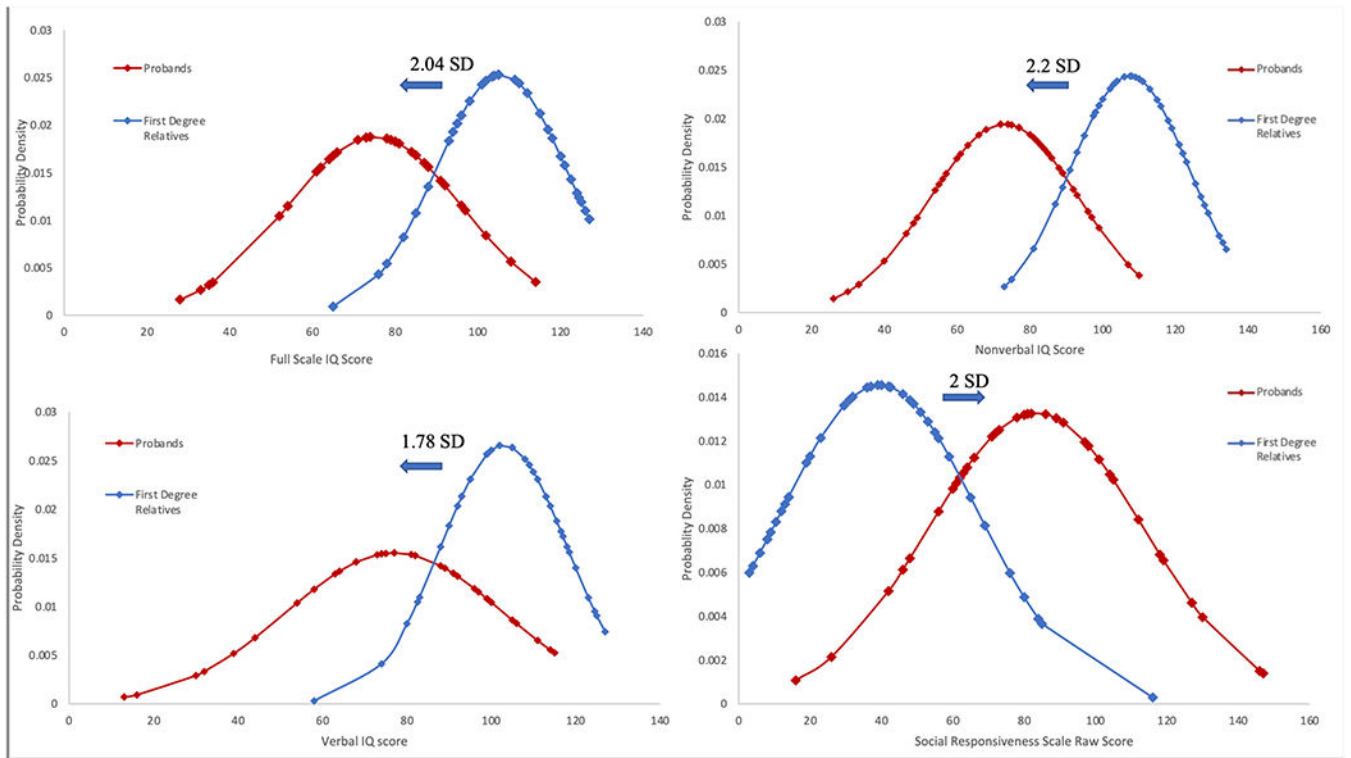 0.03
0.025
0.02
0.015
0.01
0.005
0
Probability Density
Probands
First Degree
Relatives
2.04 SD
0 20 40 60 80 100 120 140
Full Scale IQ Score
0.03
0.025
0.02
0.015
0.01
0.005
0
Probability Density
Probands
First Degree
Relatives
2.2 SD
0 20 40 60 80 100 120 140 160
Nonverbal IQ Score
0.03
0.025
0.02
0.015
0.01
0.005
0
Probability Density
Probands
First Degree
Relatives
1.78 SD
0 20 40 60 80 100 120 140
Verbal IQ score
0.016
0.014
0.012
0.01
0.008
0.006
0.004
0.002
0
Probablity Density
Probands
First Degree
Relatives
2 SD
0 20 40 60 80 100 120 140 160
Social Responsiveness Scale Raw Score